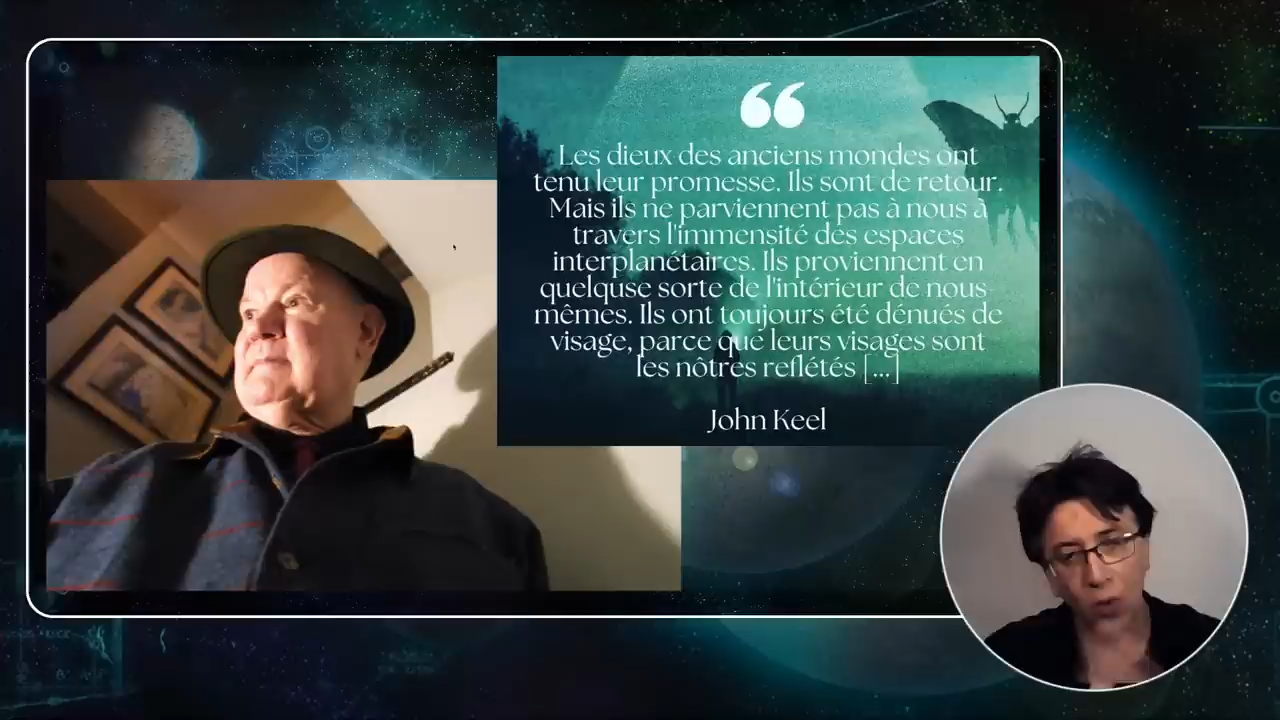 Les dieux des anciens mondes ont
tenu leur promesse. Ils sont de retour.
Mais ils ne parviennent pas à nous à
travers l'immensité des espaces
interplanétaires. Ils proviennent en
quelquse sorte de l'intérieur de nous-
mêmes. Ils ont toujours été dénués de
visage, parce que leurs visages sont
les nôtres reflétés [...]
John Keel